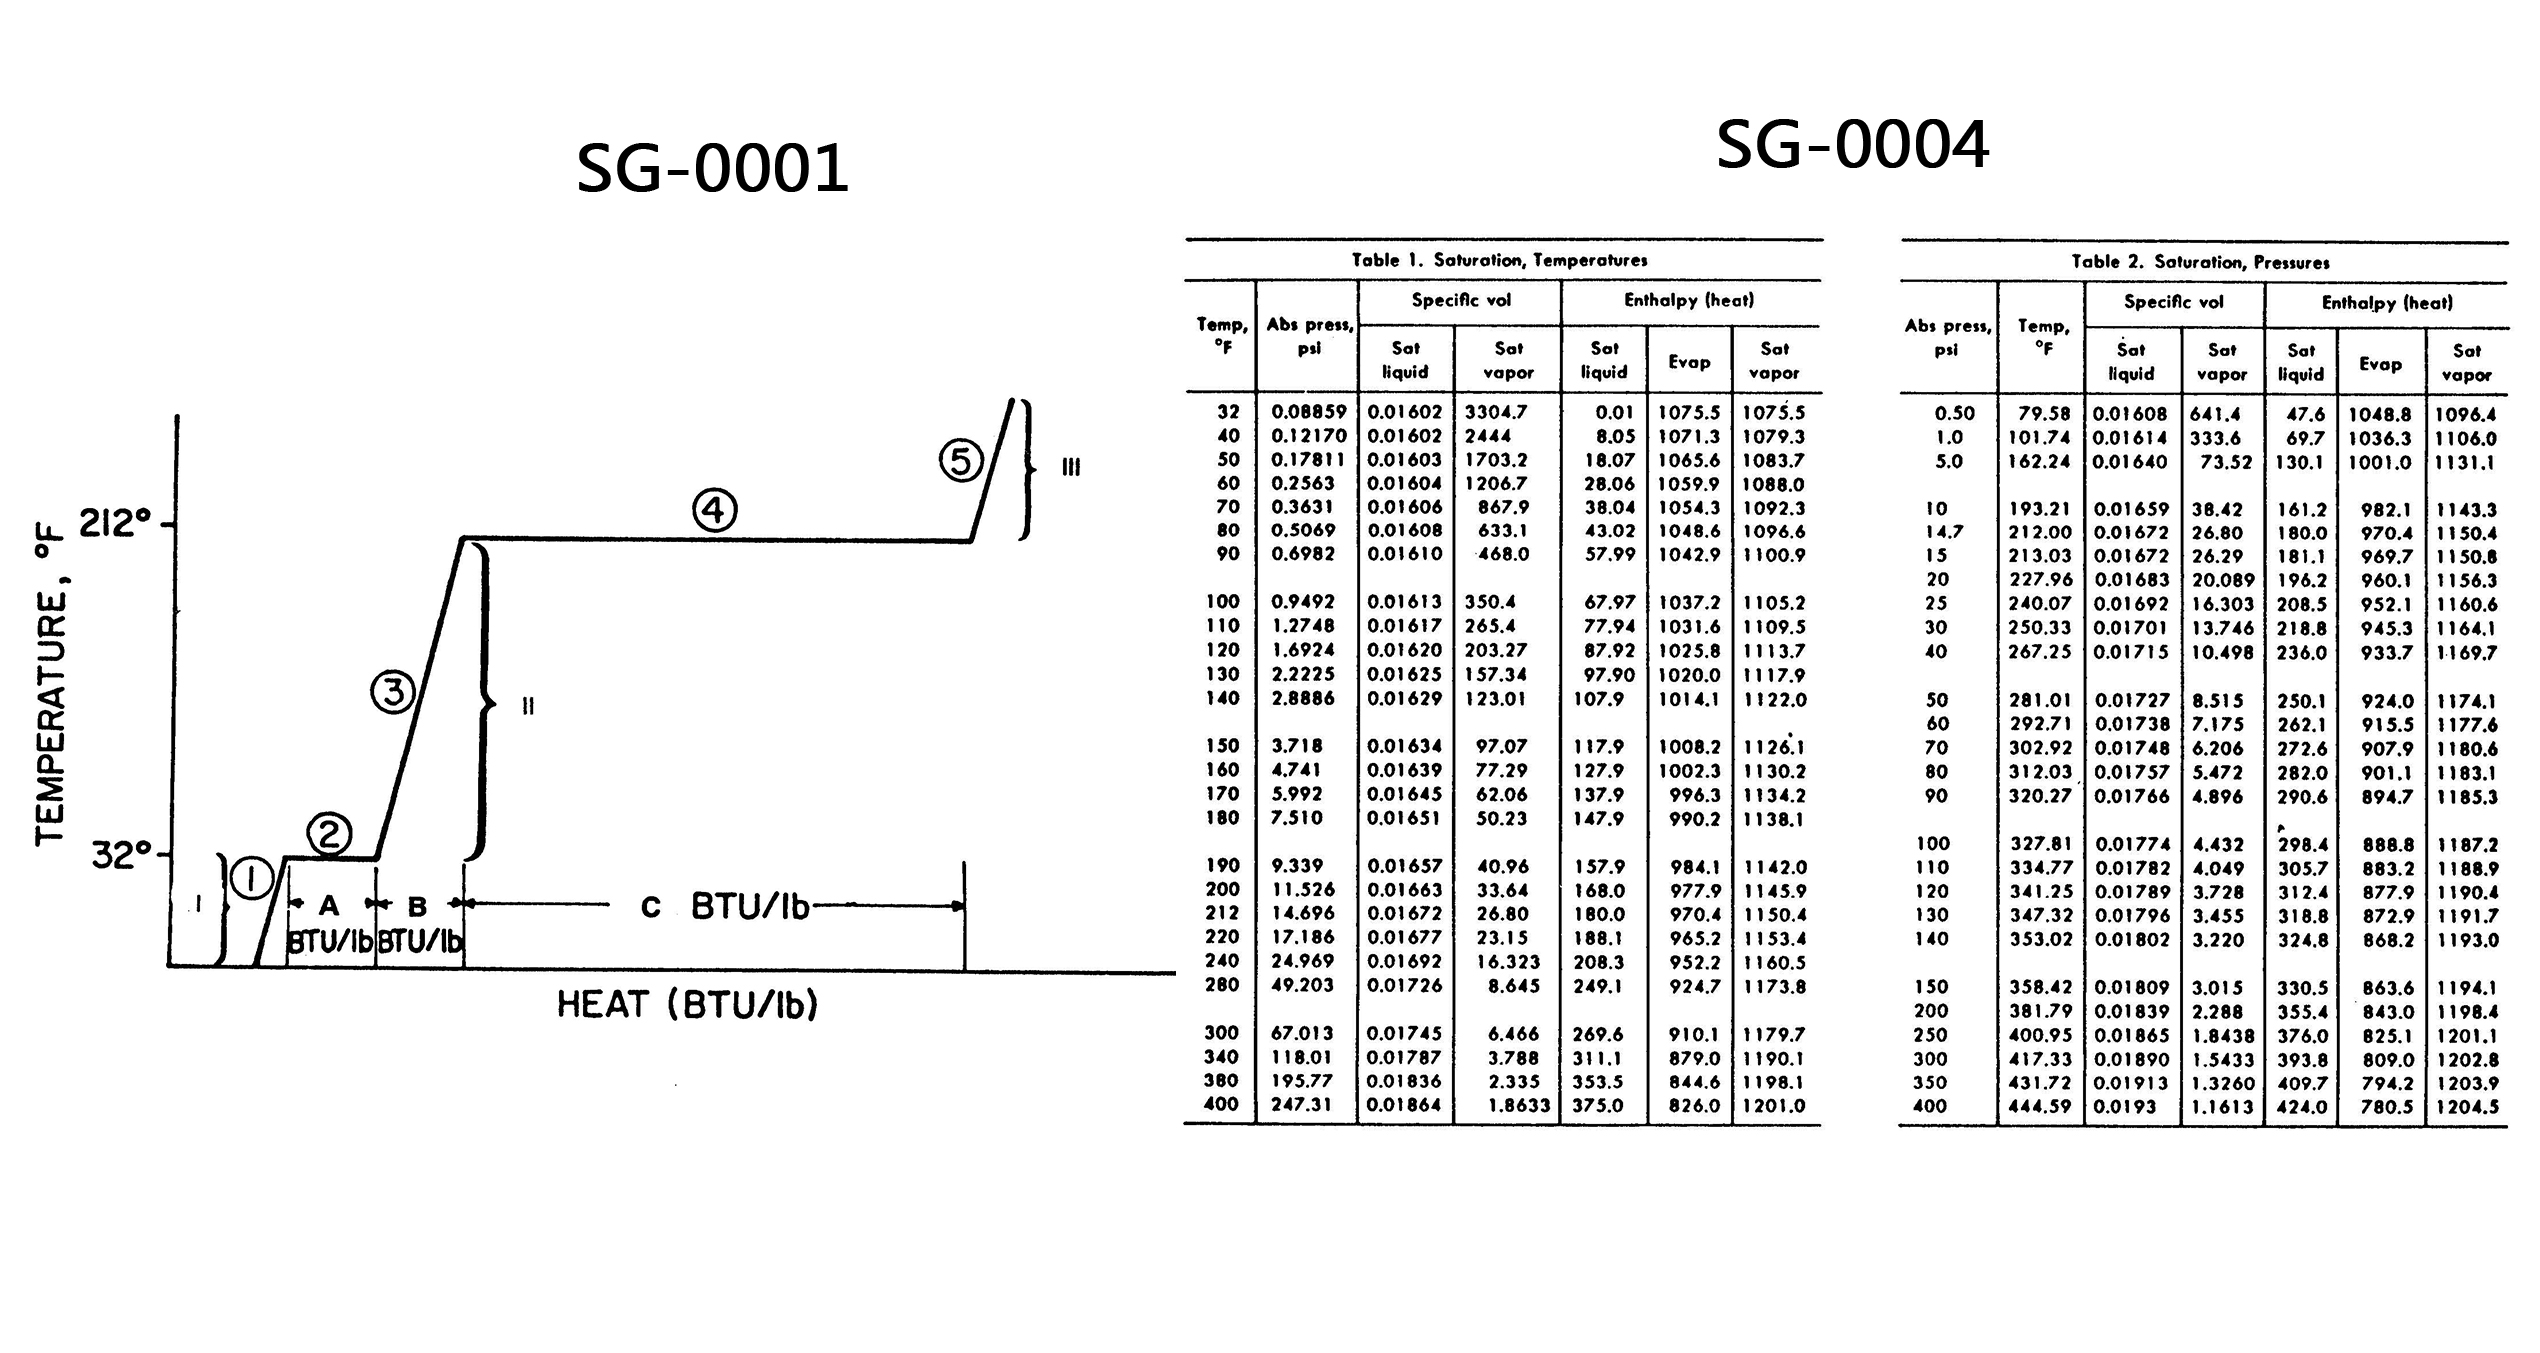 SG-0001
TEMPERATURE, °F
212°
32°
1
2
3
4
5
I
II
III
A
BTU/lb
B
BTU/lb
C BTU/lb
HEAT (BTU/lb)
SG-0004
Table 1. Saturation, Temperatures
Temp, °F
Abs press, psi
Specific vol
Enthalpy (heat)
Sat liquid
Sat vapor
Sat liquid
Evap
Sat vapor
32 0.08859 0.01602 3304.7 0.01 1075.5 1075.5
40 0.12170 0.01602 2444 8.05 1071.3 1079.3
50 0.17811 0.01603 1703.2 18.07 1065.6 1083.7
60 0.2563 0.01604 1206.7 28.06 1059.9 1088.0
70 0.3631 0.01606 867.9 38.04 1054.3 1092.3
80 0.5069 0.01608 633.1 43.02 1048.6 1096.6
90 0.6982 0.01610 468.0 57.99 1042.9 1100.9
100 0.9492 0.01613 350.4 67.97 1037.2 1105.2
110 1.2748 0.01617 265.4 77.94 1031.6 1109.5
120 1.6924 0.01620 203.27 87.92 1025.8 1113.7
130 2.2225 0.01625 157.34 97.90 1020.0 1117.9
140 2.8886 0.01629 123.01 107.9 1014.1 1122.0
150 3.718 0.01634 97.07 117.9 1008.2 1126.1
160 4.741 0.01639 77.29 127.9 1002.3 1130.2
170 5.992 0.01645 62.06 137.9 996.3 1134.2
180 7.510 0.01651 50.23 147.9 990.2 1138.1
190 9.339 0.01657 40.96 157.9 984.1 1142.0
200 11.526 0.01663 33.64 168.0 977.9 1145.9
212 14.696 0.01672 26.80 180.0 970.4 1150.4
220 17.186 0.01677 23.15 188.1 965.2 1153.4
240 24.969 0.01692 16.323 208.3 952.2 1160.5
280 49.203 0.01726 8.645 249.1 924.7 1173.8
300 67.013 0.01745 6.466 269.6 910.1 1179.7
340 118.01 0.01787 3.788 311.1 879.0 1190.1
380 195.77 0.01836 2.335 353.5 844.6 1198.1
400 247.31 0.01864 1.8633 375.0 826.0 1201.0
Table 2. Saturation, Pressures
Abs press, psi
Temp, °F
Specific vol
Enthalpy (heat)
Sat liquid
Sat vapor
Sat liquid
Evap
Sat vapor
0.50 79.58 0.01608 641.4 47.6 1048.8 1096.4
1.0 101.74 0.01614 333.6 69.7 1036.3 1106.0
5.0 162.24 0.01640 73.52 130.1 1001.0 1131.1
10 193.21 0.01659 38.42 161.2 982.1 1143.3
14.7 212.00 0.01672 26.80 180.0 970.4 1150.4
15 213.03 0.01672 26.29 181.1 969.7 1150.8
20 227.96 0.01683 20.089 196.2 960.1 1156.3
25 240.07 0.01692 16.303 208.5 952.1 1160.6
30 250.33 0.01701 13.746 218.8 945.3 1164.1
40 267.25 0.01715 10.498 236.0 933.7 1169.7
50 281.01 0.01727 8.515 250.1 924.0 1174.1
60 292.71 0.01738 7.175 262.1 915.5 1177.6
70 302.92 0.01748 6.206 272.6 907.9 1180.6
80 312.03 0.01757 5.472 282.0 901.1 1183.1
90 320.27 0.01766 4.896 290.6 894.7 1185.3
100 327.81 0.01774 4.432 298.4 888.8 1187.2
110 334.77 0.01782 4.049 305.7 883.2 1188.9
120 341.25 0.01789 3.728 312.4 877.9 1190.4
130 347.32 0.01796 3.455 318.8 872.9 1191.7
140 353.02 0.01802 3.220 324.8 868.2 1193.0
150 358.42 0.01809 3.015 330.5 863.6 1194.1
200 381.79 0.01839 2.288 355.4 843.0 1198.4
250 400.95 0.01865 1.8438 376.0 825.1 1201.1
300 417.33 0.01890 1.5433 393.8 809.0 1202.8
350 431.72 0.01913 1.3260 409.7 794.2 1203.9
400 444.59 0.0193 1.1613 424.0 780.5 1204.5